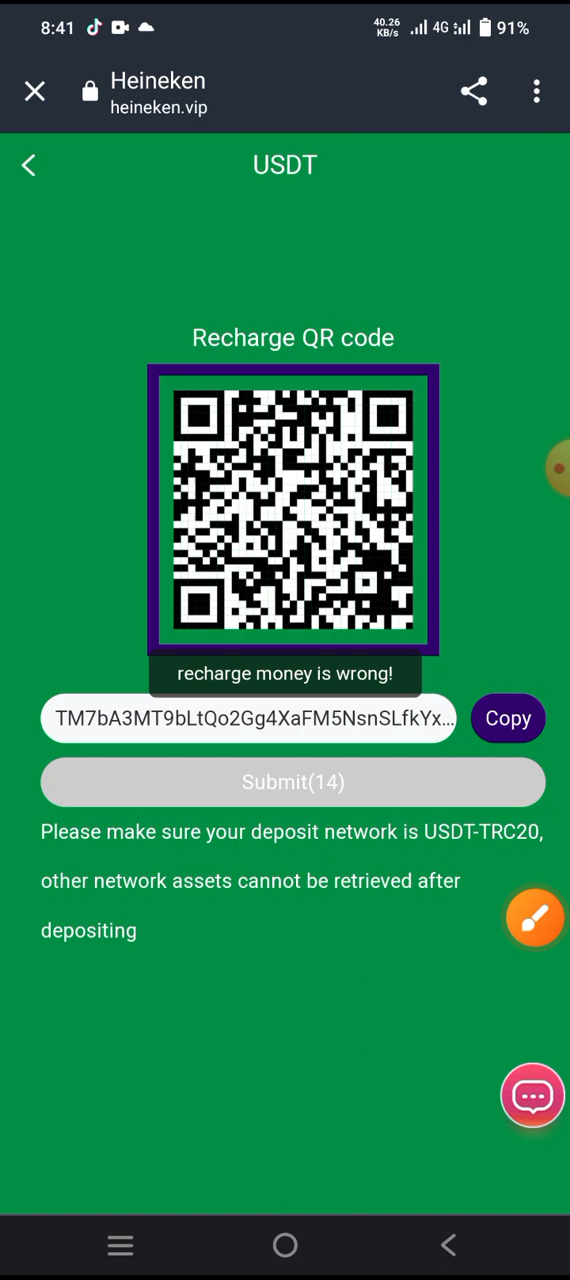 8:41
40.26
KB/s
4G
91%
Heineken
heineken.vip
USDT
Recharge QR code
recharge money is wrong!
TM7bA3MT9bLtQo2Gg4XaFM5NsnSLfkYx...
Copy
Submit(14)
Please make sure your deposit network is USDT-TRC20,
other network assets cannot be retrieved after
depositing